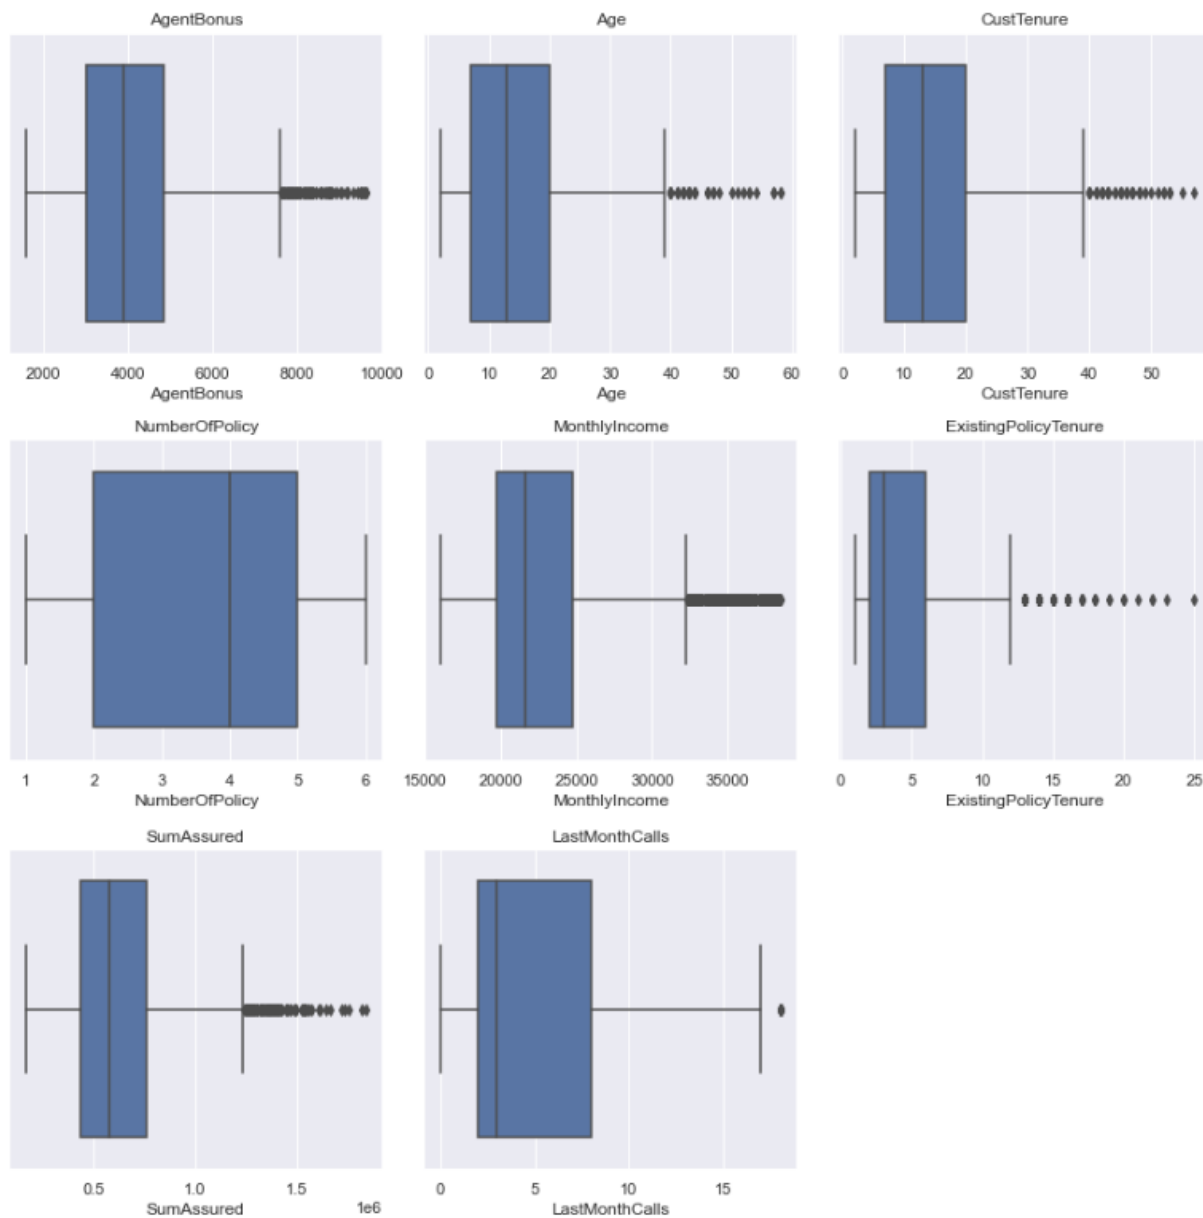 AgentBonus Age CustTenure
2000 4000 6000 8000 10000 0 10 20 30 40 50 60 0 10 20 30 40 50
AgentBonus Age CustTenure
NumberOfPolicy MonthlyIncome ExistingPolicyTenure
1 2 3 4 5 6 15000 20000 25000 30000 35000 0 5 10 15 20 25
NumberOfPolicy MonthlyIncome ExistingPolicyTenure
SumAssured LastMonthCalls
0.5 1.0 1.5 0 5 10 15
1e6
SumAssured LastMonthCalls